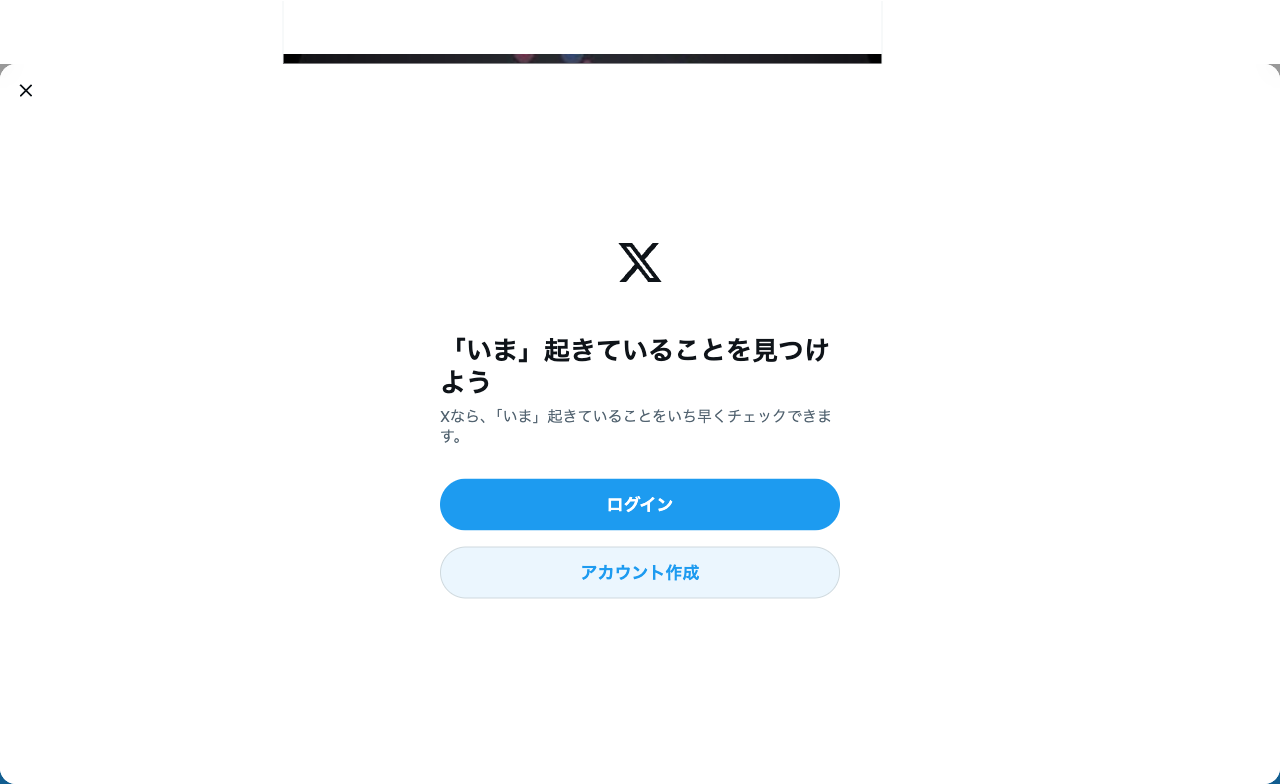 「いま」起きていることを見つけ
よう
Xなら、「いま」起きていることをいち早くチェックできま
す。
ログイン
アカウント作成